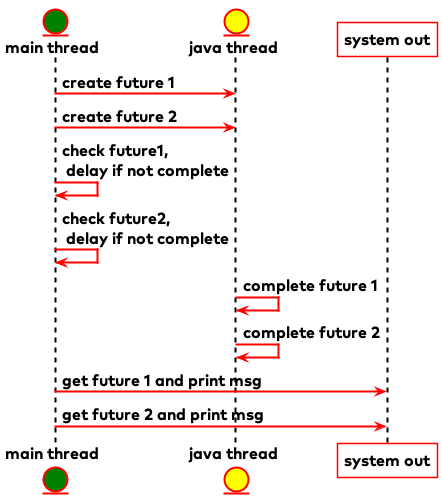 main thread
java thread
system out
create future 1
create future 2
check future1,
delay if not complete
check future2,
delay if not complete
complete future 1
complete future 2
get future 1 and print msg
get future 2 and print msg
main thread
java thread
system out